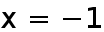 x = −1